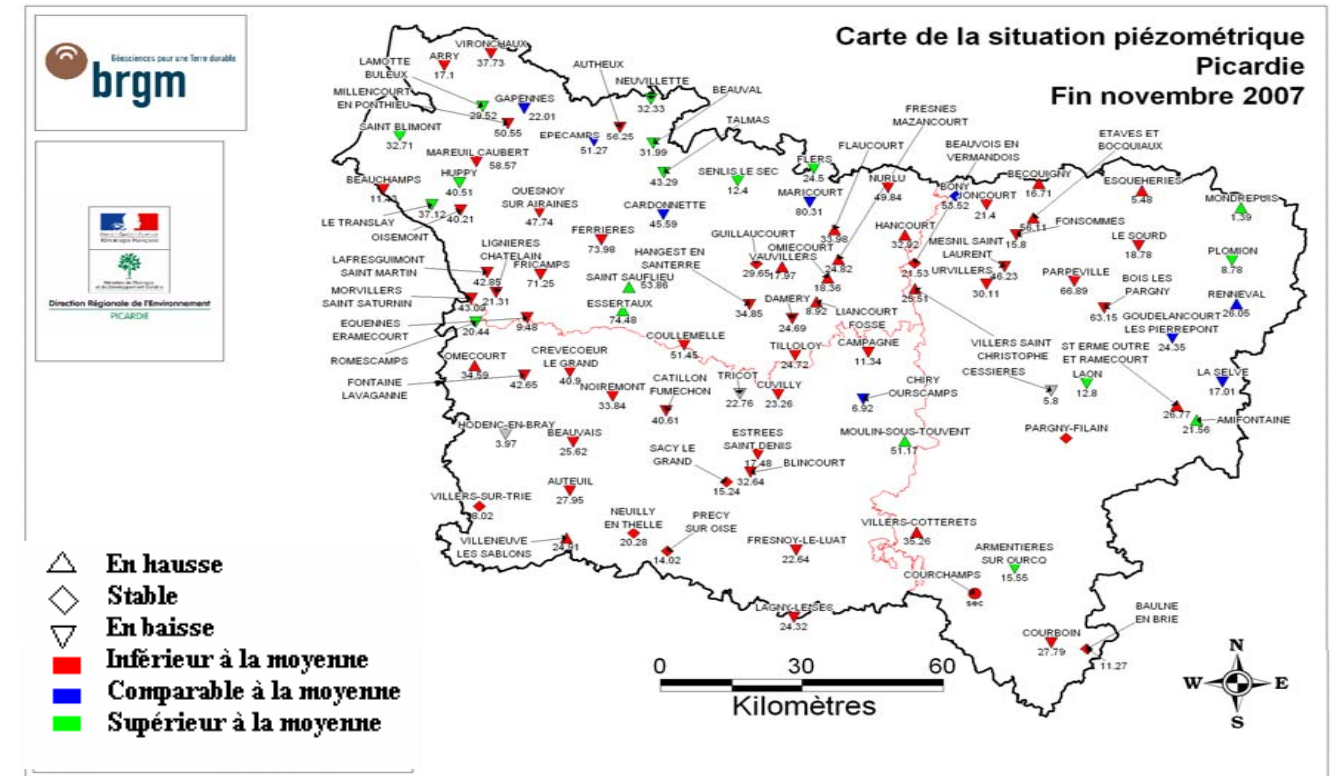 Géosciences pour une Terre durable
brgm
Direction Régionale de l'Environnement
PICARDIE
Carte de la situation piézométrique
Picardie
Fin novembre 2007
VIRONCHAUX
37.73
ARRY
17.1
LAMOTTE
BULEUX
29.52
MILLENCOURT
EN PONTHIEU
50.55
GAPENNES
22.01
AUTHEUX
56.25
NEUVILLETTE
32.33
BEAUVAL
31.99
TALMAS
43.29
SAINT BLIMONT
32.71
EPECAMPS
51.27
MAREUIL CAUBERT
58.57
BEAUCHAMPS
HUPPY
40.51
LE TRANSLAY
37.12
OISEMONT
40.21
QUESNOY
SUR AIRAINES
47.74
CARDONNETTE
45.59
SENLIS LE SEC
12.4
FLERS
24.5
MARICOURT
80.31
FLAUCOURT
33.98
FRESNES
MAZANCOURT
24.82
NURLU
49.84
BEAUVOIS EN
VERMANDOIS
BONY
53.52
JONCOURT
21.4
BECQUIGNY
16.71
ETAVES ET
BOCQUIAUX
56.11
ESQUEHERIES
5.48
MONDREPUIS
1.39
FONSOMMES
15.8
LE SOURD
18.78
PLOMION
8.78
HANCOURT
32.92
21.53
MESNIL SAINT
LAURENT
46.23
URVILLERS
30.11
PARPEVILLE
66.89
BOIS LES
PARGNY
63.15
RENNEVAL
26.05
GOUDELANCOURT
LES PIERREPONT
24.35
FERRIERES
73.98
LIGNIERES
CHATELAIN
21.31
LAFRESGUIMONT
SAINT MARTIN
42.85
FRICAMPS
71.25
MORVILLERS
SAINT SATURNIN
43.09
SAINT SAUFLIEU
53.86
ESSERTAUX
74.48
HANGEST EN
SANTERRE
34.85
GUILLAUCOURT
29.65
VAUVILLERS
17.97
OMIECOURT
18.36
DAMERY
24.69
LIANCOURT
FOSSE
8.92
25.51
VILLERS SAINT
CHRISTOPHE
EQUENNES
ERAMECOURT
9.48
ROMESCAMPS
20.44
COULLEMELLE
51.45
TILLOLOY
24.72
CAMPAGNE
11.34
OMECOURT
34.59
CREVECOEUR
LE GRAND
40.9
FONTAINE
LAVAGANNE
42.65
NOIREMONT
33.84
CATILLON
FUMECHON
40.61
TRICOT
22.76
CUVILLY
23.26
CHIRY
OURSCAMPS
6.92
CESSIERES
5.8
LAON
12.8
ST ERME OUTRE
ET RAMECOURT
26.77
LA SELVE
17.01
AMIFONTAINE
21.56
HODENC-EN-BRAY
3.97
BEAUVAIS
25.62
ESTREES
SAINT DENIS
17.48
BLINCOURT
32.64
SACY LE
GRAND
15.24
MOULIN-SOUS-TOUVENT
51.17
PARGNY-FILAIN
AUTEUIL
27.95
VILLERS-SUR-TRIE
VILLENEUVE
LES SABLONS
24.91
NEUILLY
EN THELLE
20.28
PRECY
SUR OISE
14.02
FRESNOY-LE-LUAT
22.64
VILLERS-COTTERETS
35.26
ARMENTIERES
SUR OURCQ
15.55
COURCHAMPS
sec
LAGNY-LE-SEC
24.32
COURBOIN
27.79
BAULNE
EN BRIE
11.27
En hausse
Stable
En baisse
Inférieur à la moyenne
Comparable à la moyenne
Supérieur à la moyenne
0 30 60
Kilomètres
N
W E
S